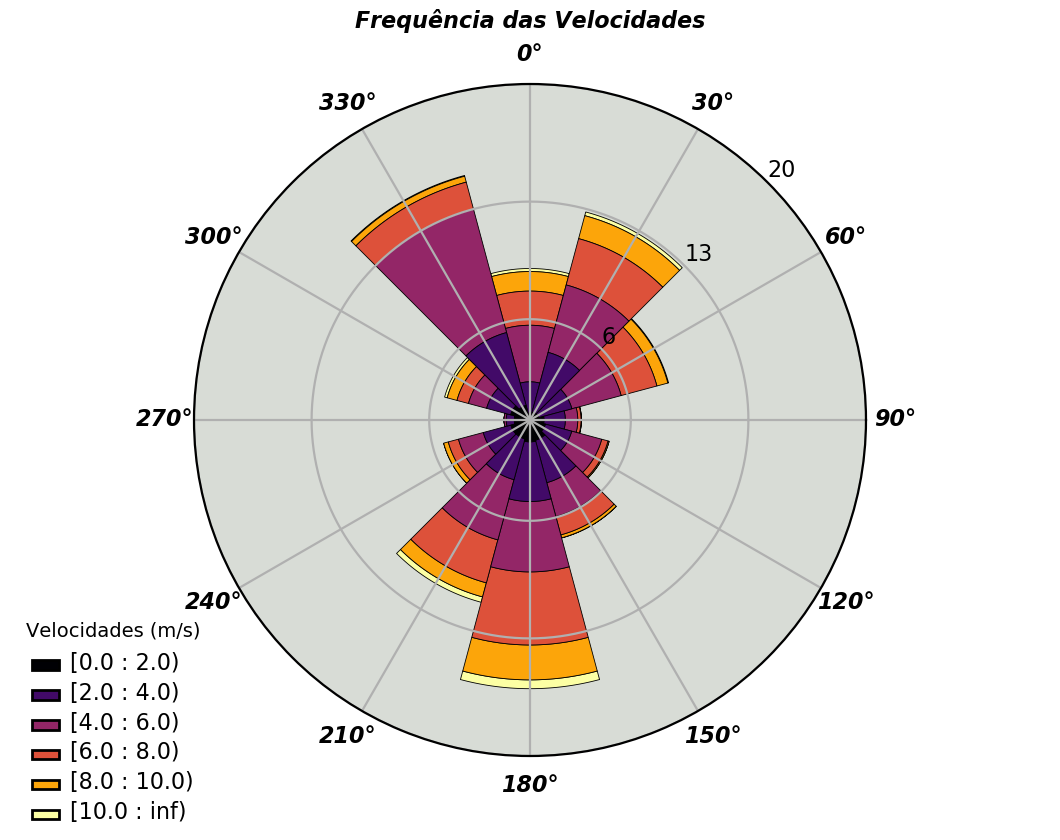 Frequência das Velocidades
0°
330°
30°
20
300°
60°
13
6
270°
90°
240°
120°
210°
150°
180°
Velocidades (m/s)
[0.0 : 2.0)
[2.0 : 4.0)
[4.0 : 6.0)
[6.0 : 8.0)
[8.0 : 10.0)
[10.0 : inf)